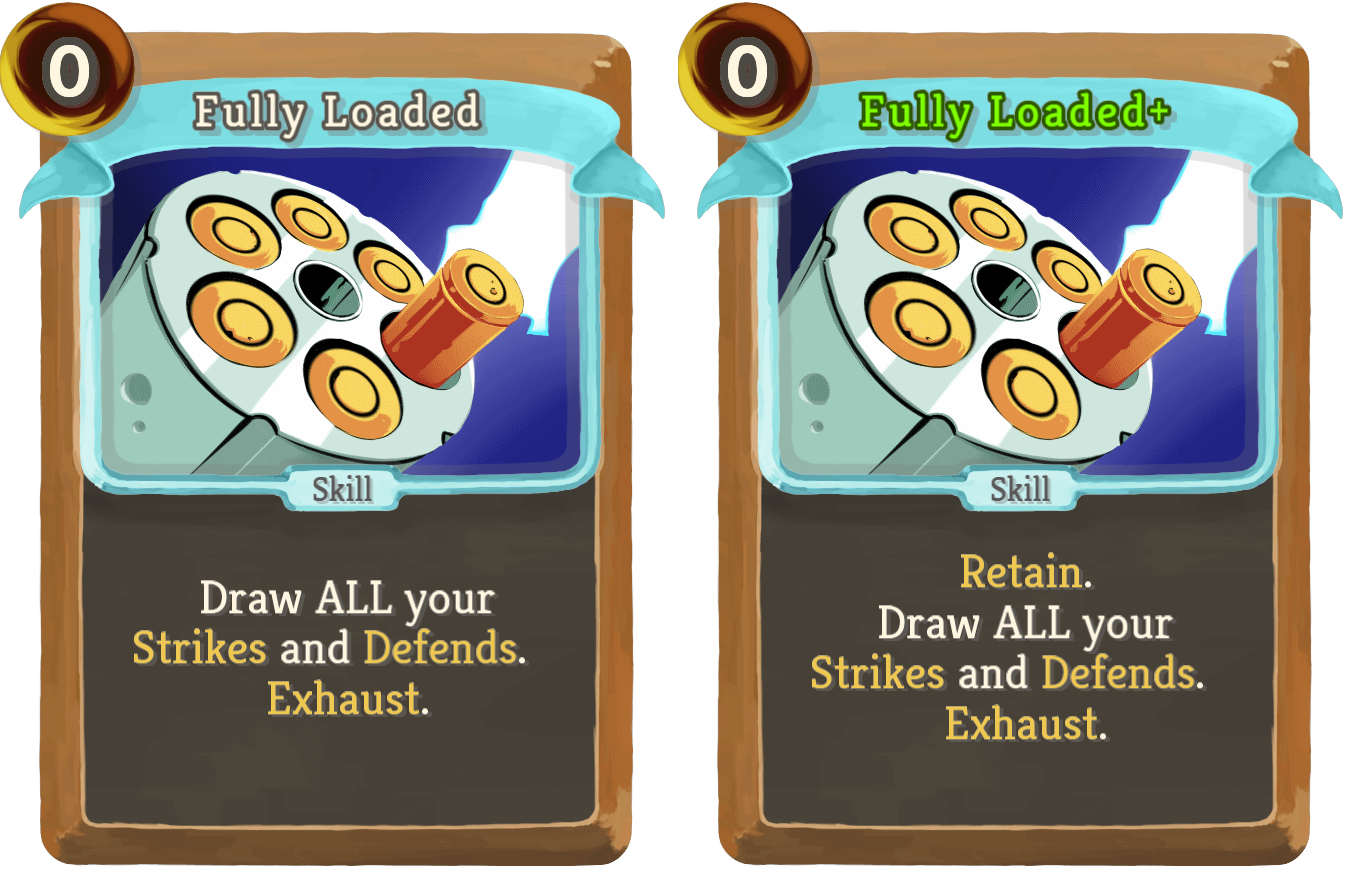 0
Fully Loaded
Skill
Draw ALL your
Strikes and Defends.
Exhaust.
0
Fully Loaded+
Skill
Retain.
Draw ALL your
Strikes and Defends.
Exhaust.